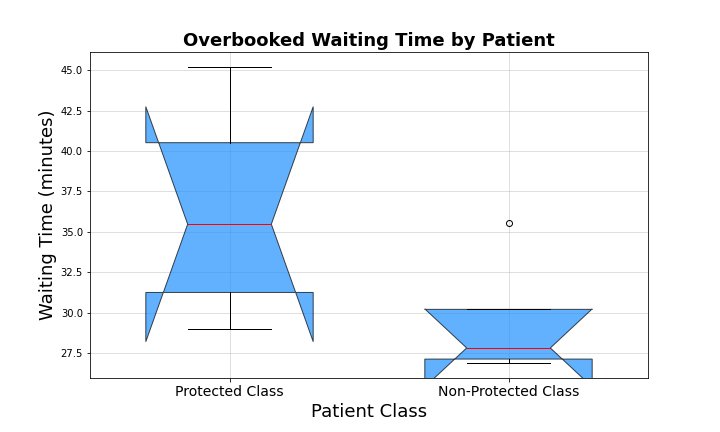 Overbooked Waiting Time by Patient
Waiting Time (minutes)
45.0
42.5
40.0
37.5
35.0
32.5
30.0
27.5
Protected Class
Non-Protected Class
Patient Class